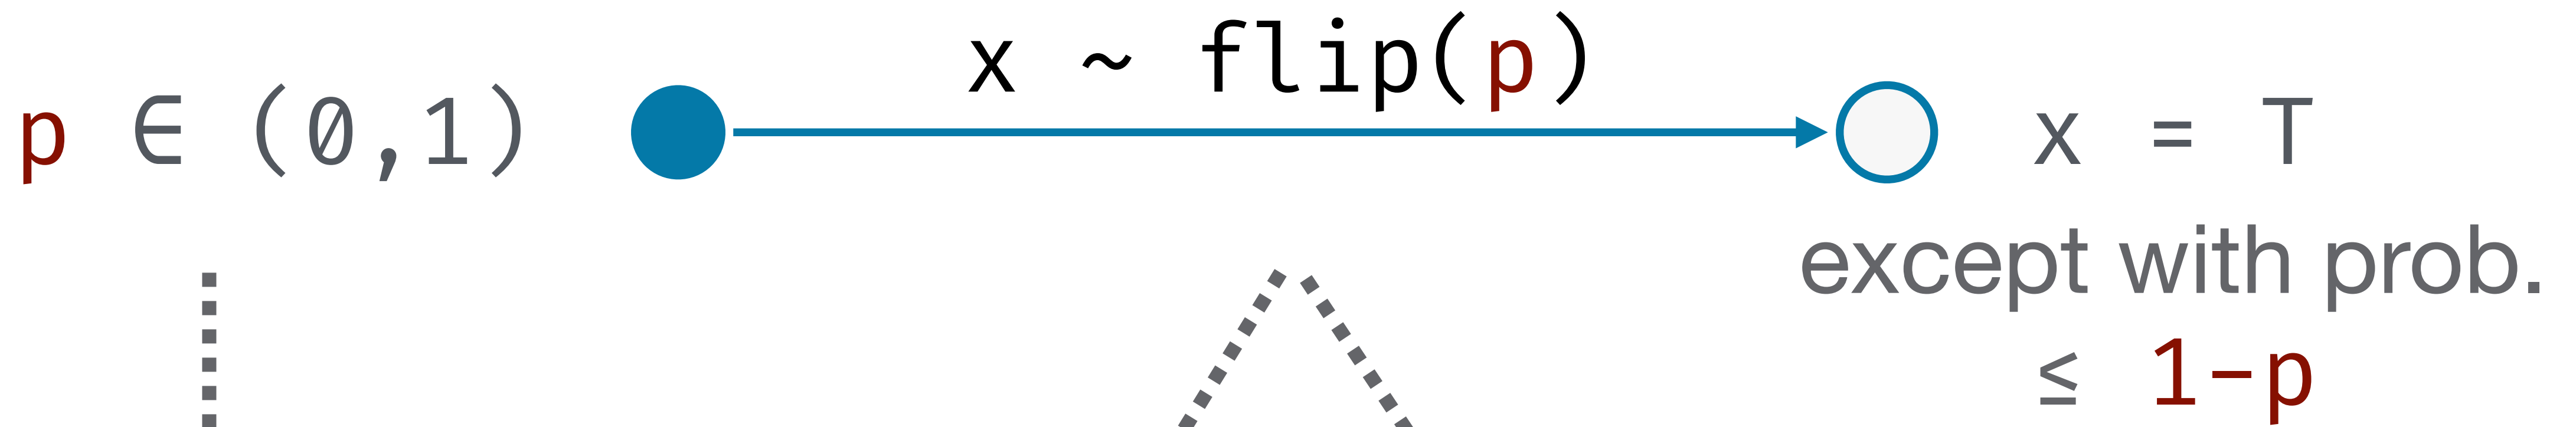 x ~ flip(p)
p ∈ (0,1)
x = T
except with prob.
≤ 1-p